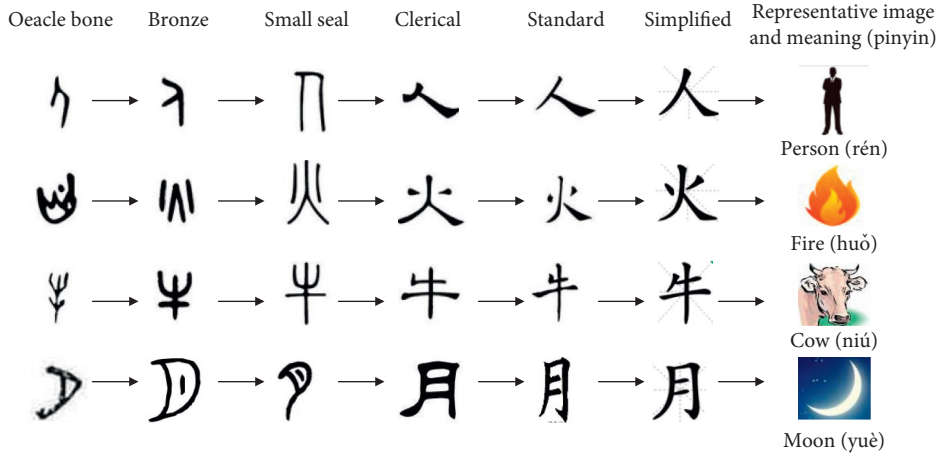 Oeacle bone Bronze Small seal Clerical Standard Simplified Representative image
and meaning (pinyin)
人 人 人
Person (rén)
火 火 火
Fire (huǒ)
牛 牛 牛 牛
Cow (niú)
月 月 月
Moon (yuè)